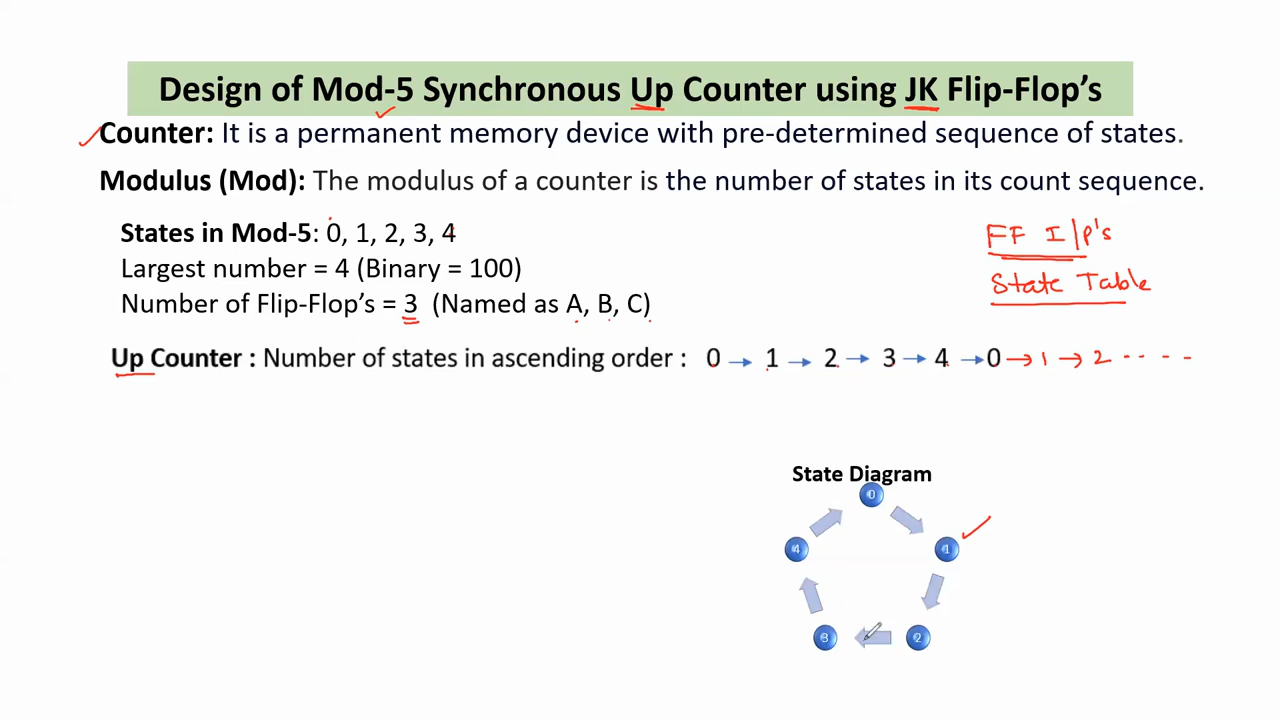 Design of Mod-5 Synchronous Up Counter using JK Flip-Flop's
Counter: It is a permanent memory device with pre-determined sequence of states.
Modulus (Mod): The modulus of a counter is the number of states in its count sequence.
States in Mod-5: 0, 1, 2, 3, 4
Largest number = 4 (Binary = 100)
Number of Flip-Flop's = 3 (Named as A, B, C)
FF I/P's
State Table
Up Counter : Number of states in ascending order : 0 → 1 → 2 → 3 → 4 → 0 → 1 → 2 - - - -
State Diagram
0
4 1
3 2